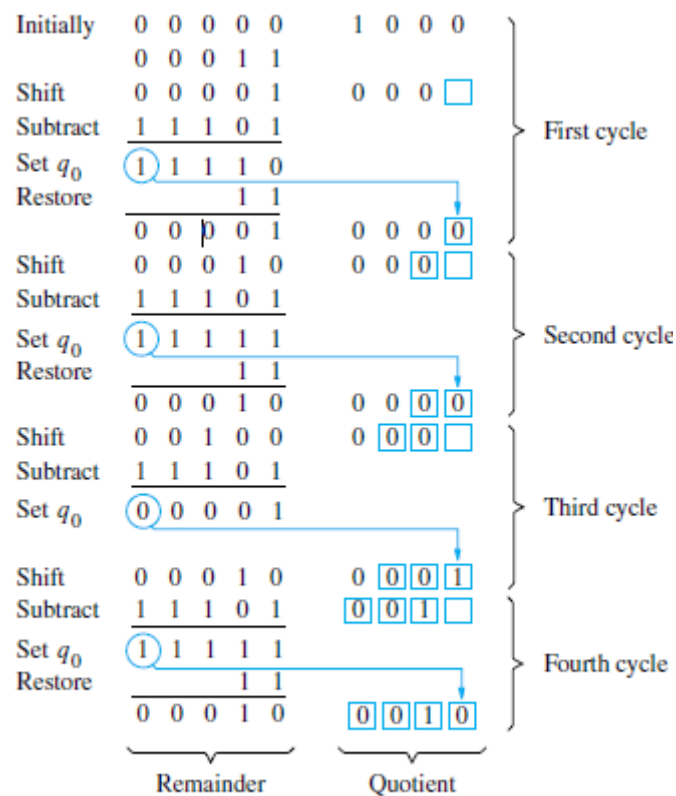 Initially 0 0 0 0 0 1 0 0 0
0 0 0 1 1
Shift 0 0 0 0 1 0 0 0
Subtract 1 1 1 0 1
First cycle
Set q0 1 1 1 1 0
Restore 1 1
0 0 0 0 1 0 0 0 0
Shift 0 0 0 1 0 0 0 0
Subtract 1 1 1 0 1
Set q0 1 1 1 1 1 Second cycle
Restore 1 1
0 0 0 1 0 0 0 0 0
Shift 0 0 1 0 0 0 0 0
Subtract 1 1 1 0 1
Set q0 0 0 0 0 1 Third cycle
Shift 0 0 0 1 0 0 0 0 1
Subtract 1 1 1 0 1 0 0 1
Set q0 1 1 1 1 1 Fourth cycle
Restore 1 1
0 0 0 1 0 0 0 1 0
Remainder Quotient